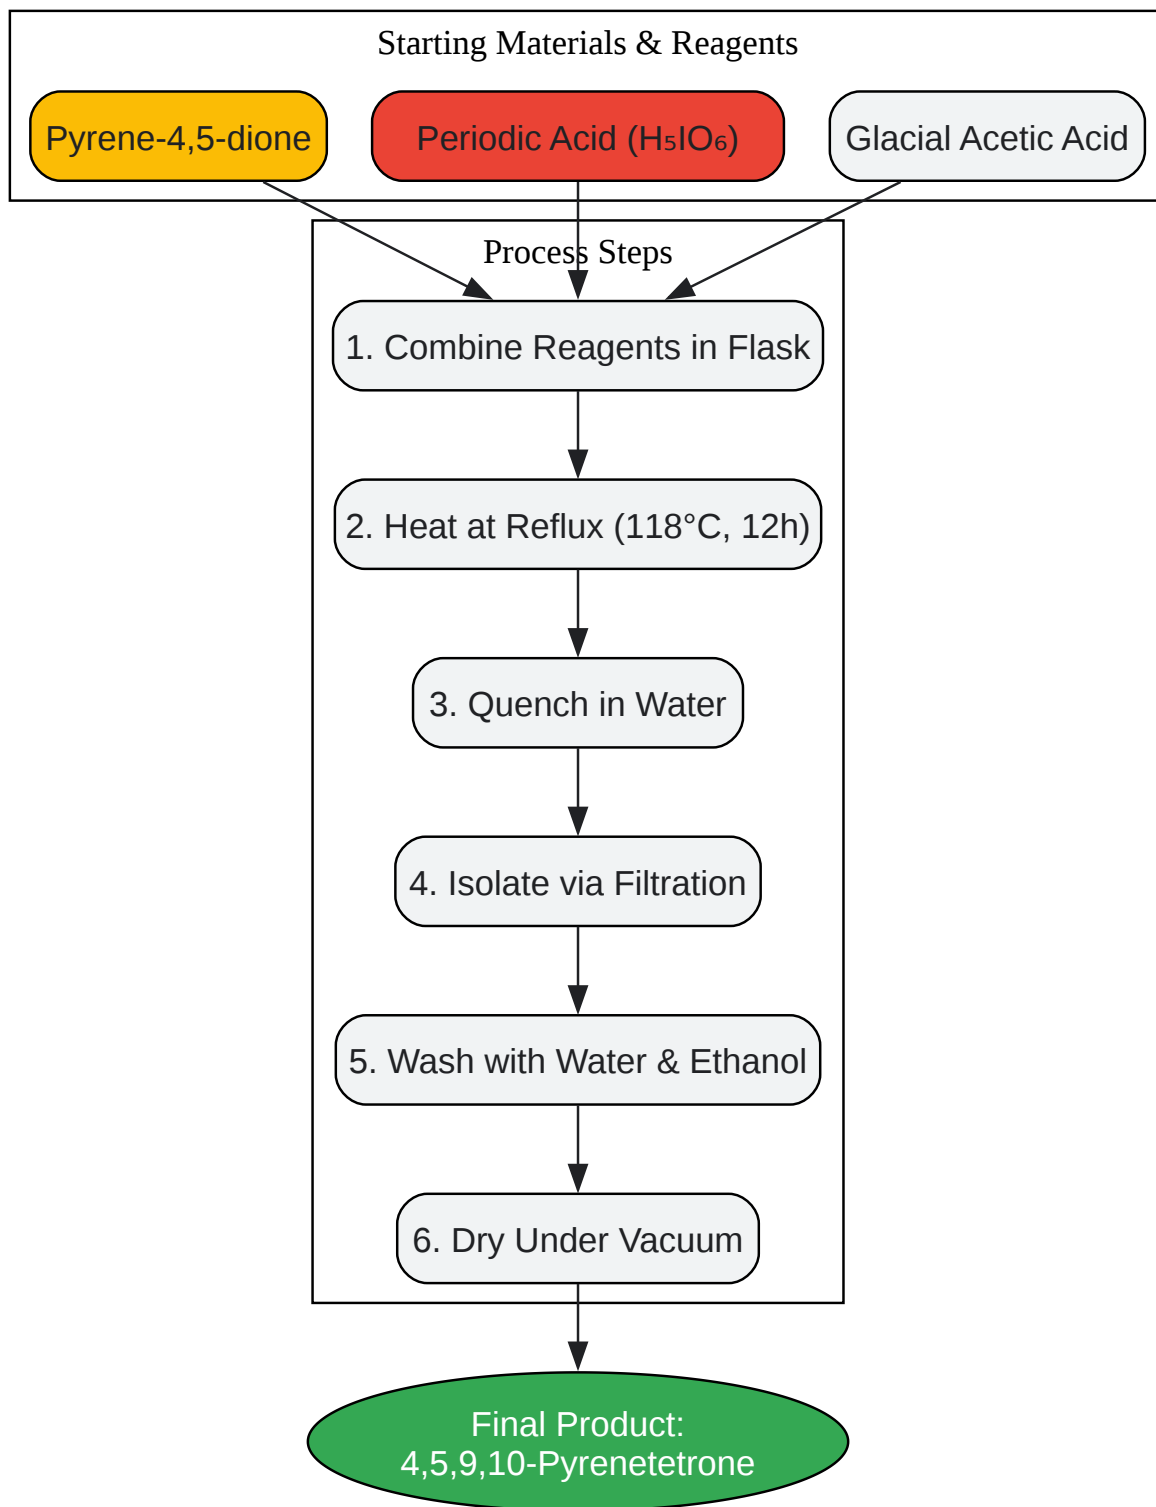 Starting Materials & Reagents
Pyrene-4,5-dione
Periodic Acid (H₅IO₆)
Glacial Acetic Acid
Process Steps
1. Combine Reagents in Flask
2. Heat at Reflux (118°C, 12h)
3. Quench in Water
4. Isolate via Filtration
5. Wash with Water & Ethanol
6. Dry Under Vacuum
Final Product:
4,5,9,10-Pyrenetetrone